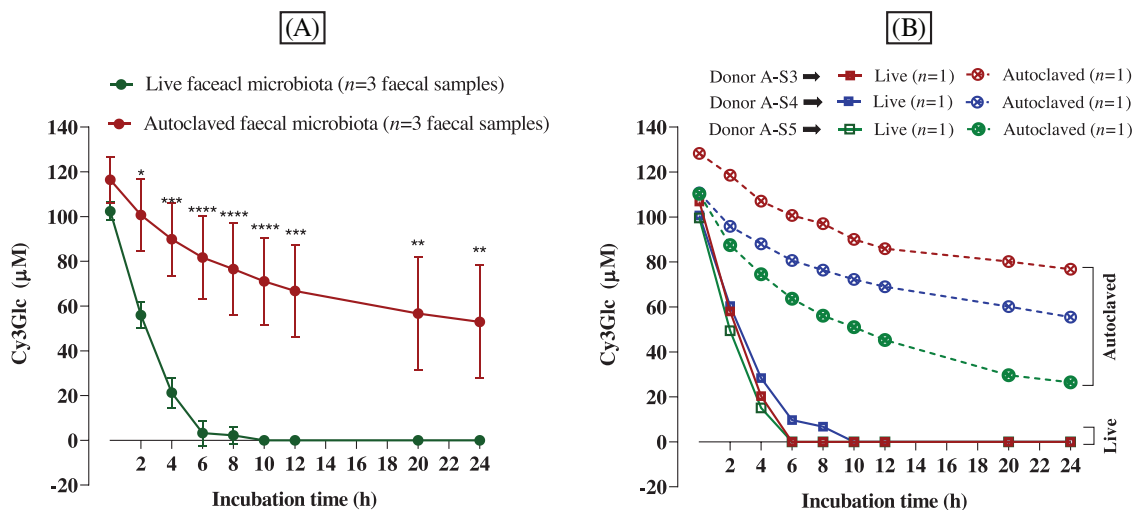 (A)
Live faceacl microbiota (n=3 faecal samples)
Autoclaved faecal microbiota (n=3 faecal samples)
140
120
100
80
60
40
20
0
-20
Cy3Glc (μM)
*
***
****
****
****
***
**
**
2 4 6 8 10 12 14 16 18 20 22 24
Incubation time (h)
(B)
Donor A-S3 ➡ Live (n=1) Autoclaved (n=1)
Donor A-S4 ➡ Live (n=1) Autoclaved (n=1)
Donor A-S5 ➡ Live (n=1) Autoclaved (n=1)
140
120
100
80
60
40
20
0
-20
Cy3Glc (μM)
2 4 6 8 10 12 14 16 18 20 22 24
Incubation time (h)
Autoclaved
Live